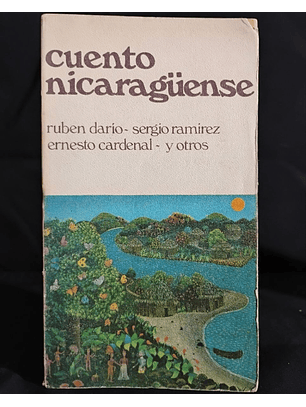 cuento
nicaragüense
ruben dario- sergio ramirez
ernesto cardenal - y otros